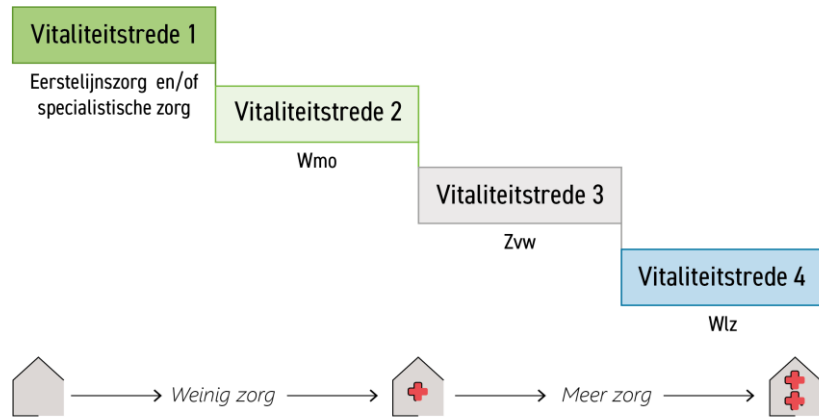 Vitaliteitstrede 1
Eerstelijnszorg en/of
specialistische zorg
Vitaliteitstrede 2
Wmo
Vitaliteitstrede 3
Zvw
Vitaliteitstrede 4
Wlz
Weinig zorg
Meer zorg